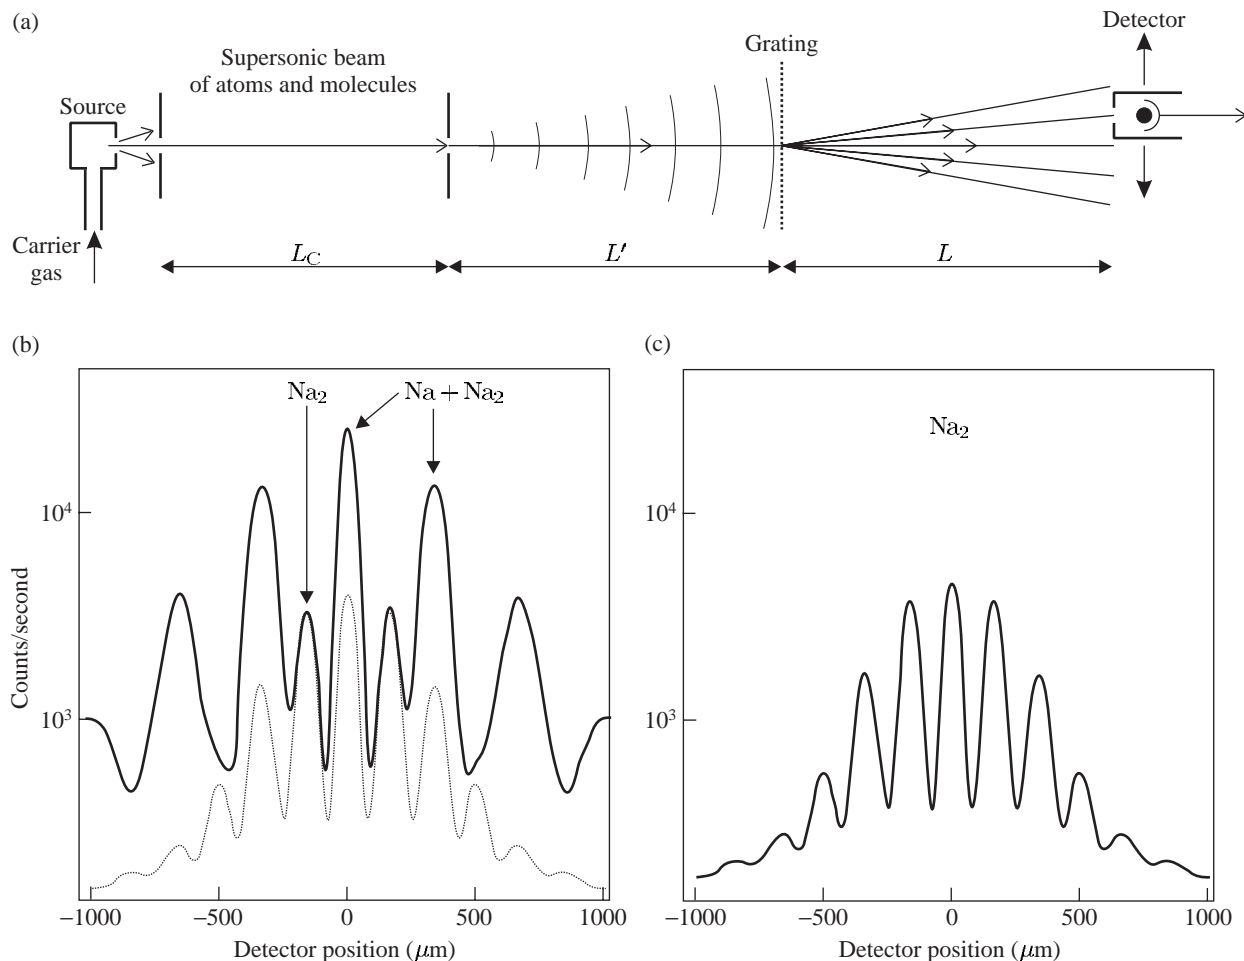 (a)
Detector
Grating
Supersonic beam
of atoms and molecules
Source
Carrier
gas
L_C
L′
L
(b)
(c)
Na₂
Na + Na₂
Na₂
10⁴
10³
10⁴
10³
Counts/second
−1000
−500
0
500
1000
−1000
−500
0
500
1000
Detector position (μm)
Detector position (μm)